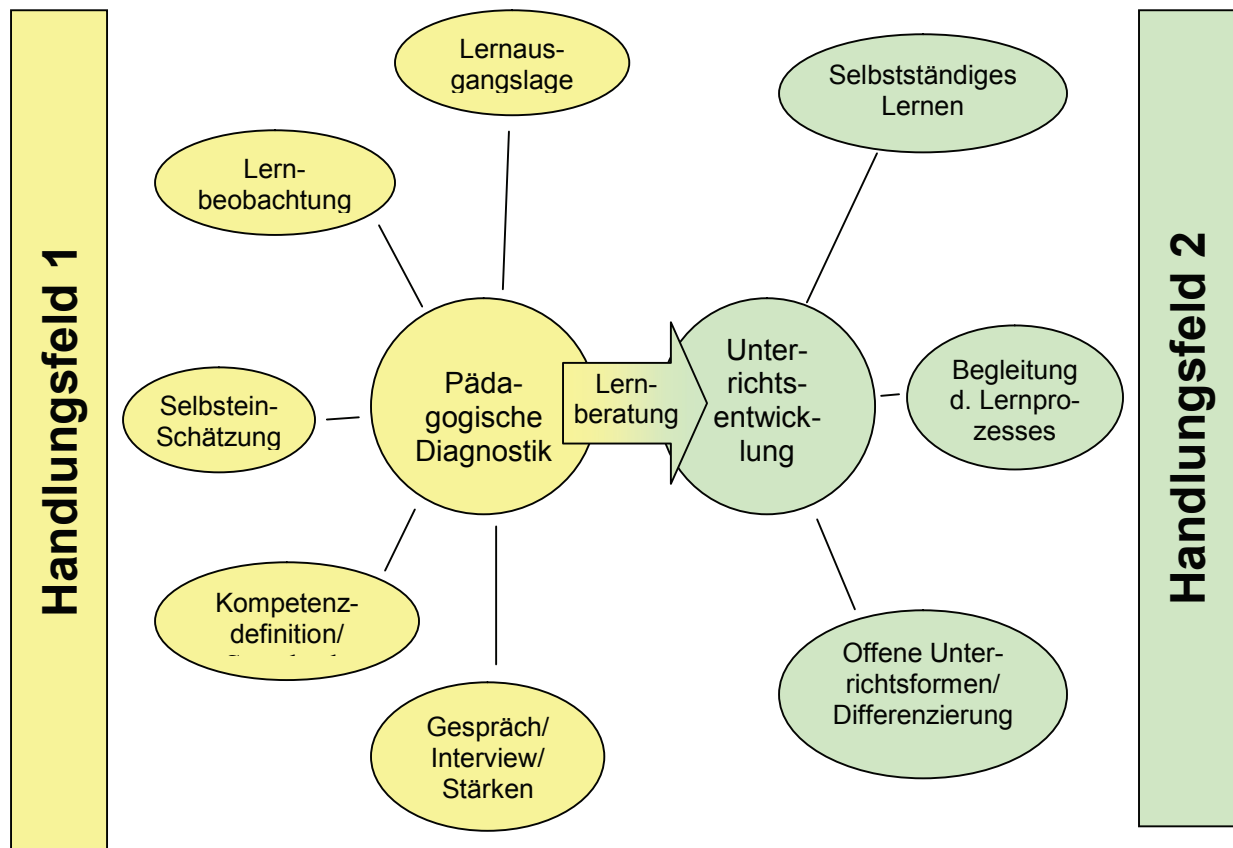 Handlungsfeld 1
Lernaus-
gangslage
Lern-
beobachtung
Selbstein-
Schätzung
Kompetenz-
definition/
Gespräch/
Interview/
Stärken
Päda-
gogische
Diagnostik
Lern-
beratung
Unter-
richts-
entwick-
lung
Selbstständiges
Lernen
Begleitung
d. Lernpro-
zesses
Offene Unter-
richtsformen/
Differenzierung
Handlungsfeld 2